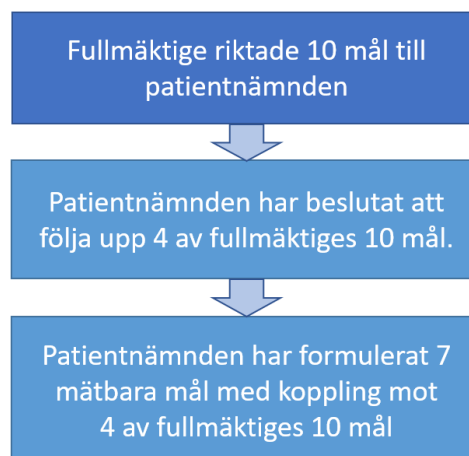 Fullmäktige riktade 10 mål till
patientnämnden
Patientnämnden har beslutat att
följa upp 4 av fullmäktiges 10 mål.
Patientnämnden har formulerat 7
mätbara mål med koppling mot
4 av fullmäktiges 10 mål